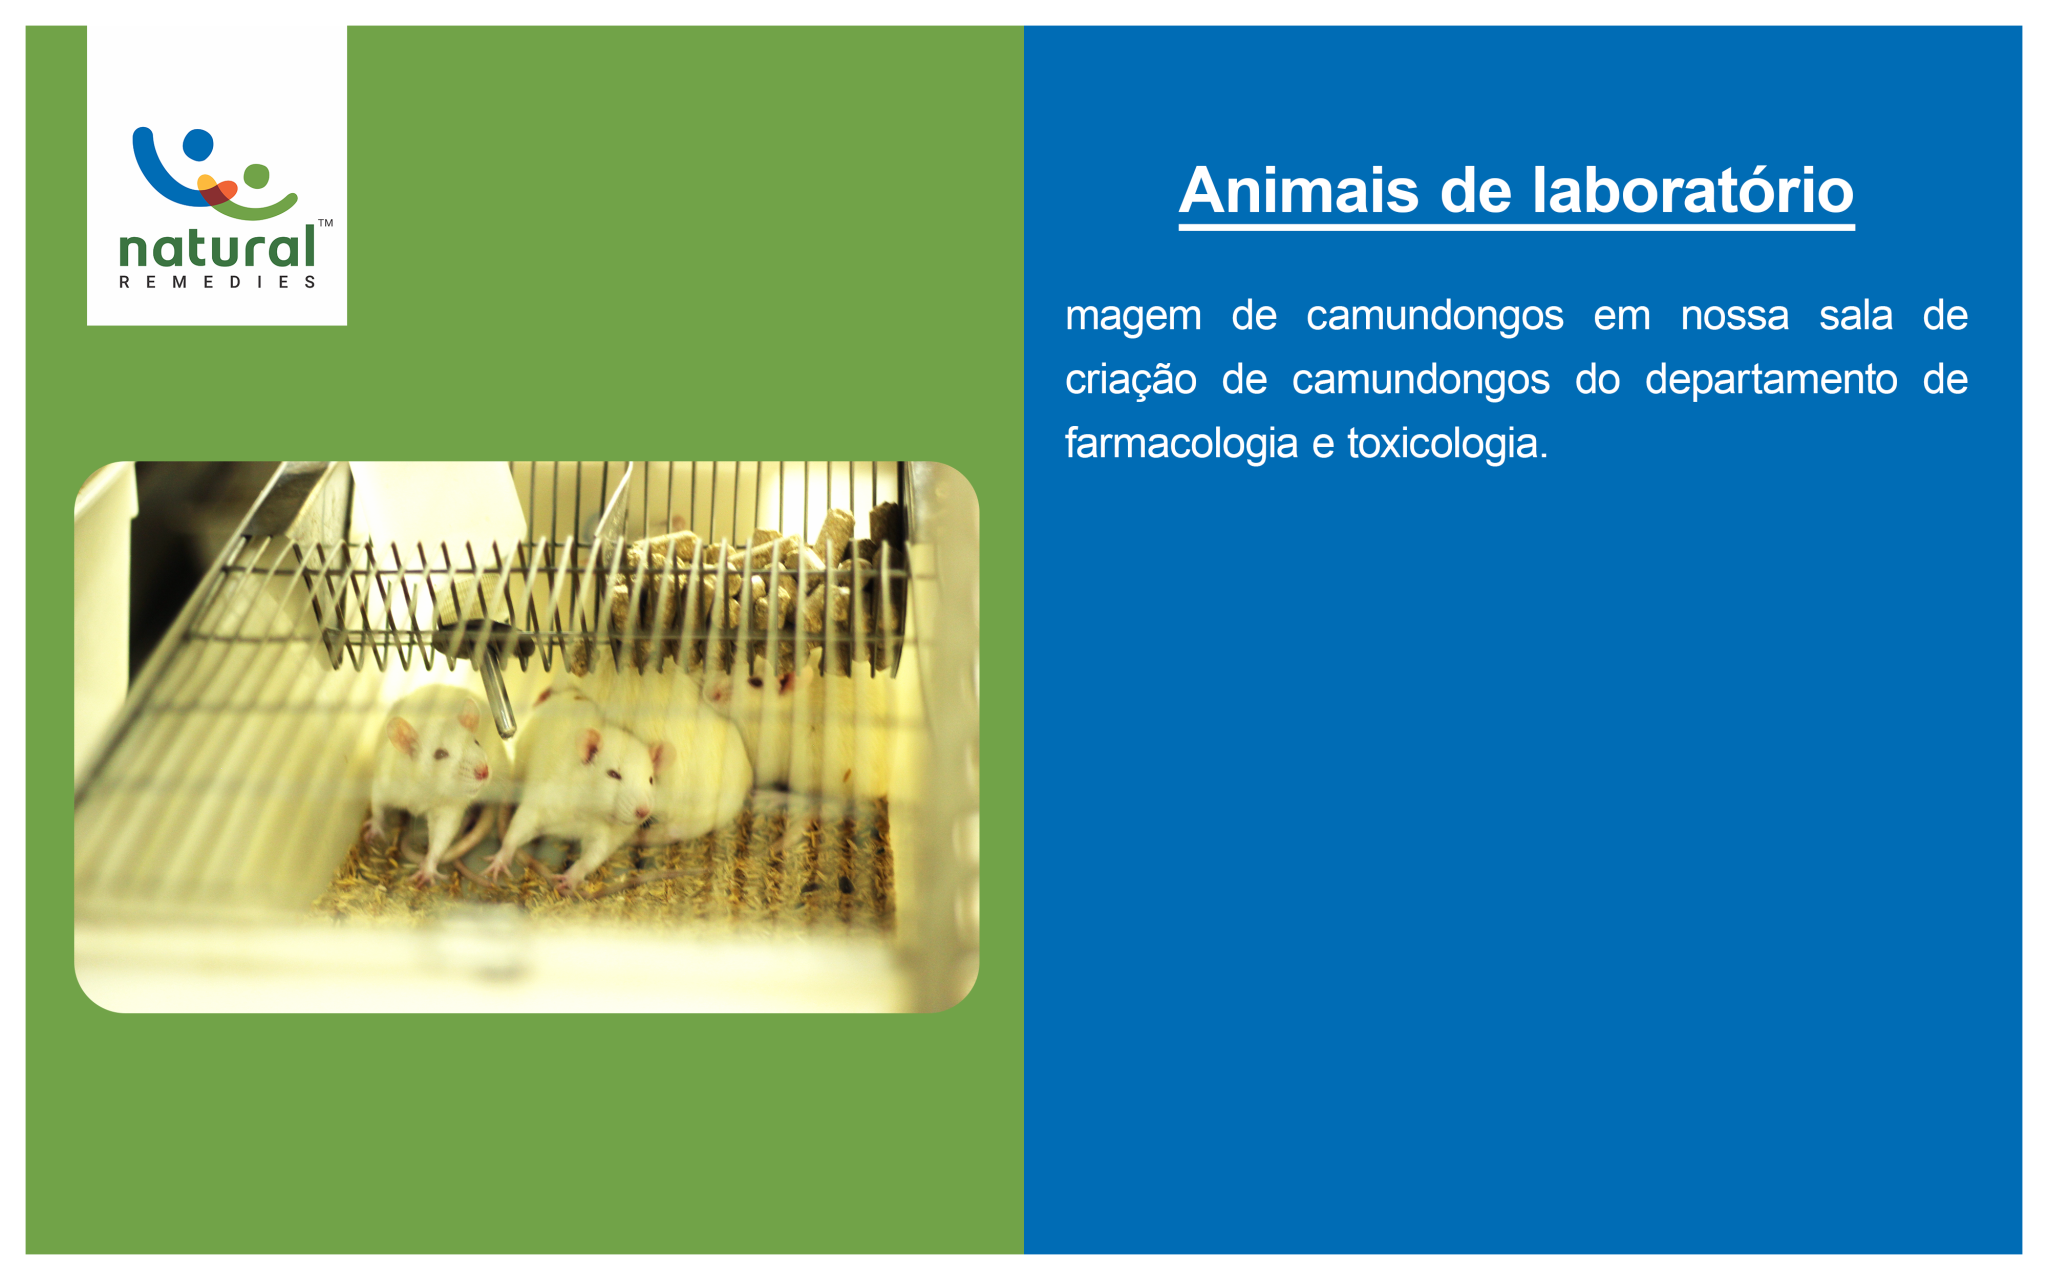 natural™
REMEDIES
Animais de laboratório
magem de camundongos em nossa sala de
criação de camundongos do departamento de
farmacologia e toxicologia.